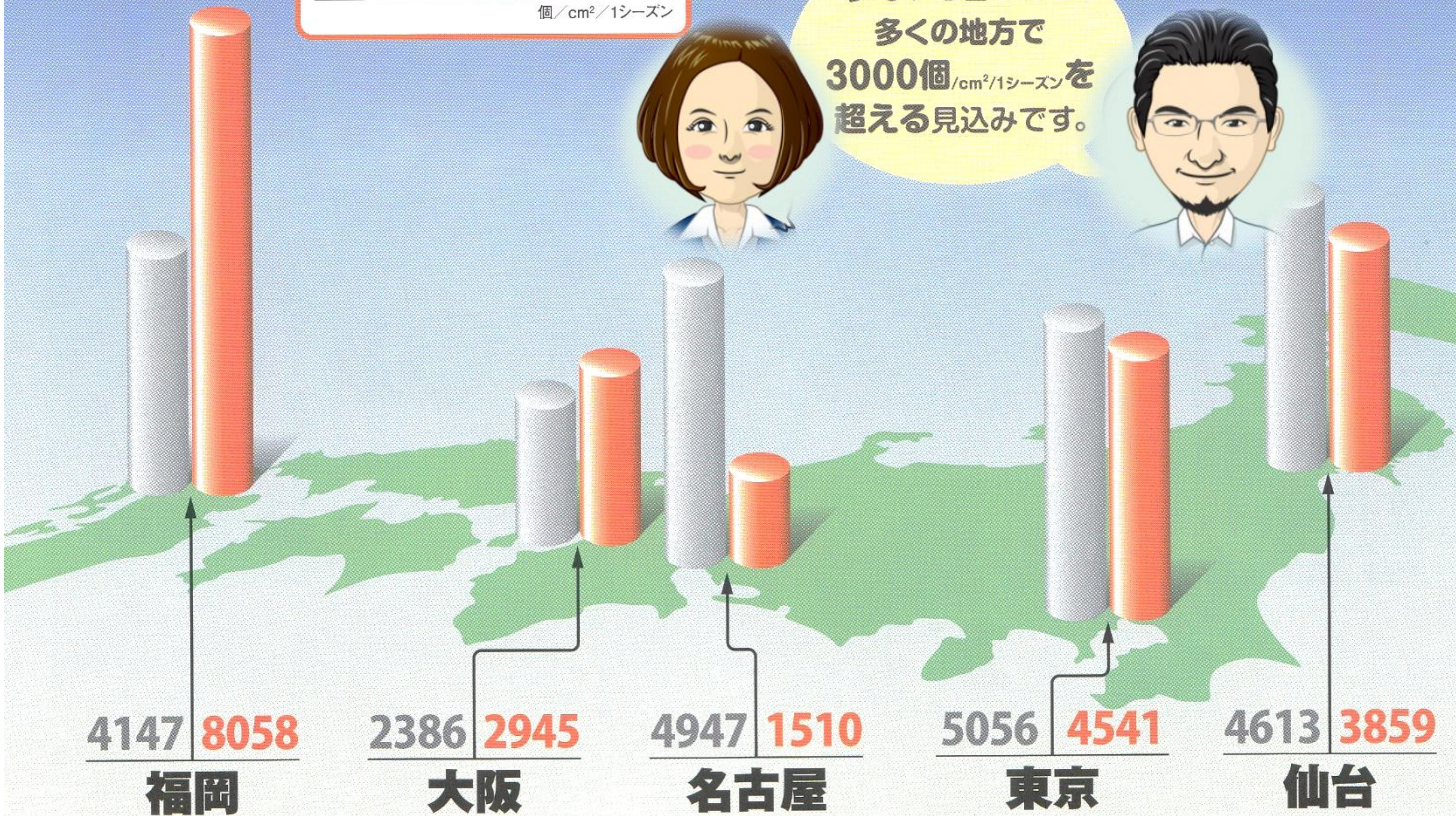 個/cm²/1シーズン
多くの地方で
3000個/cm²/1シーズンを
超える見込みです。
4147 8058
福岡
2386 2945
大阪
4947 1510
名古屋
5056 4541
東京
4613 3859
仙台